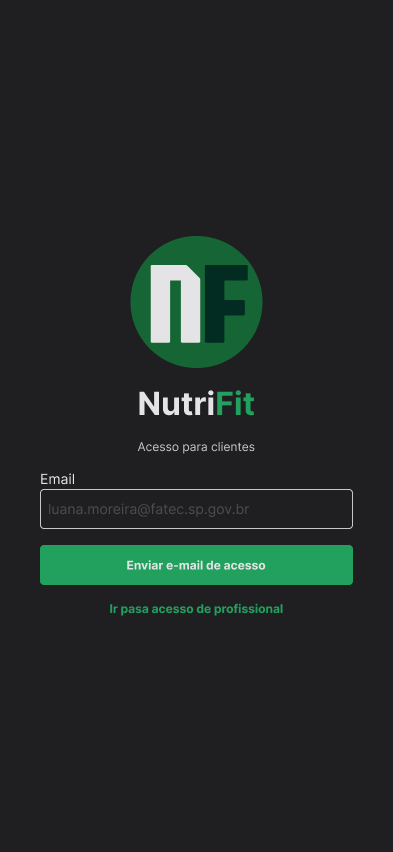 NF
NutriFit
Acesso para clientes
Email
luana.moreira@fatec.sp.gov.br
Enviar e-mail de acesso
Ir pasa acesso de profissional